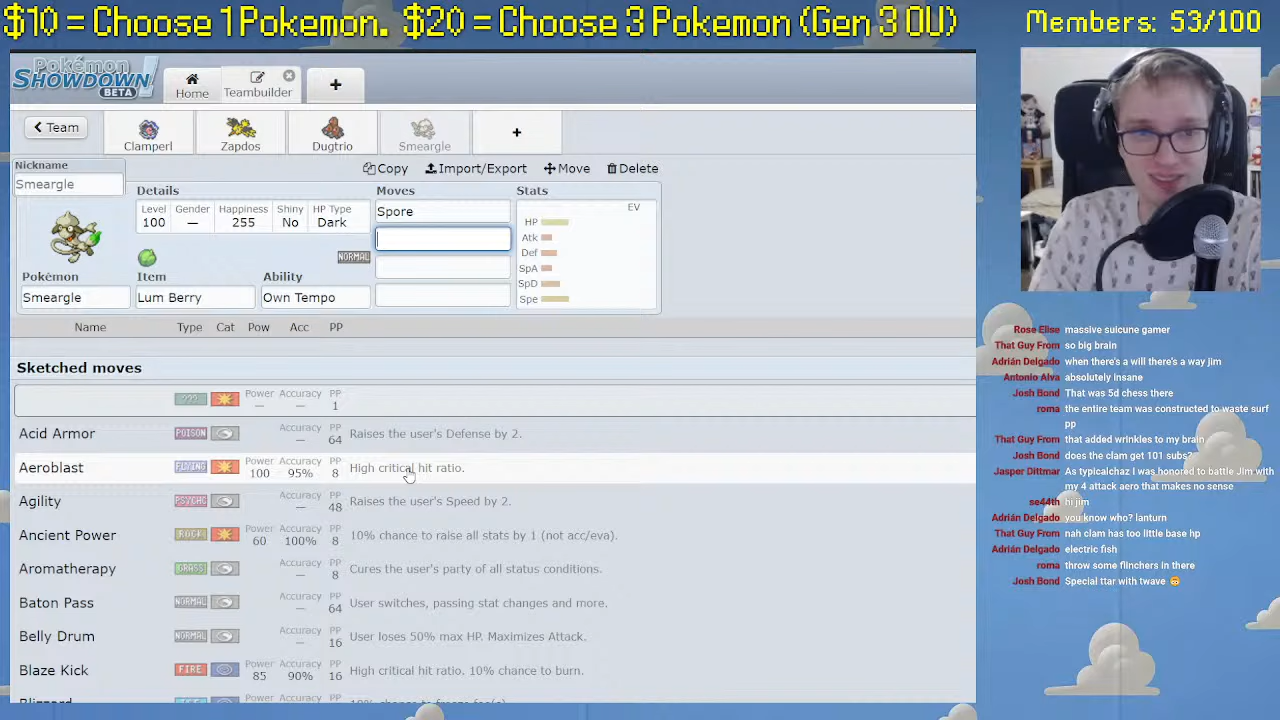 $10 = Choose 1 Pokemon. $20 = Choose 3 Pokemon (Gen 3 OU)
Members: 53/100
Pokémon
SHOWDOWN!
BETA
Home
Teambuilder
+
Team
Clamperl
Zapdos
Dugtrio
Smeargle
+
Copy
Import/Export
Move
Delete
Nickname
Smeargle
Details
Level Gender Happiness Shiny HP Type
100 — 255 No Dark
NORMAL
Pokémon
Smeargle
Item
Lum Berry
Ability
Own Tempo
Moves
Spore
Stats
EV
HP
Atk
Def
SpA
SpD
Spe
Name Type Cat Pow Acc PP
Sketched moves
??? Power — Accuracy — PP 1
Acid Armor POISON Accuracy — PP 64 Raises the user's Defense by 2.
Aeroblast FLYING Power 100 Accuracy 95% PP 8 High critical hit ratio.
Agility PSYCHC Accuracy — PP 48 Raises the user's Speed by 2.
Ancient Power ROCK Power 60 Accuracy 100% PP 8 10% chance to raise all stats by 1 (not acc/eva).
Aromatherapy GRASS Accuracy — PP 8 Cures the user's party of all status conditions.
Baton Pass NORMAL Accuracy — PP 64 User switches, passing stat changes and more.
Belly Drum NORMAL Accuracy — PP 16 User loses 50% max HP. Maximizes Attack.
Blaze Kick FIRE Power 85 Accuracy 90% PP 16 High critical hit ratio. 10% chance to burn.
Blizzard
Rose Elise massive suicune gamer
That Guy From so big brain
Adrián Delgado when there's a will there's a way jim
Antonio Alva absolutely insane
Josh Bond That was 5d chess there
roma the entire team was constructed to waste surf
pp
That Guy From that added wrinkles to my brain
Josh Bond does the clam get 101 subs?
Jasper Dittmar As typicalchaz I was honored to battle Jim with
my 4 attack aero that makes no sense
se44th hi jim
Adrián Delgado you know who? lanturn
That Guy From nah clam has too little base hp
Adrián Delgado electric fish
roma throw some flinchers in there
Josh Bond Special ttar with twave